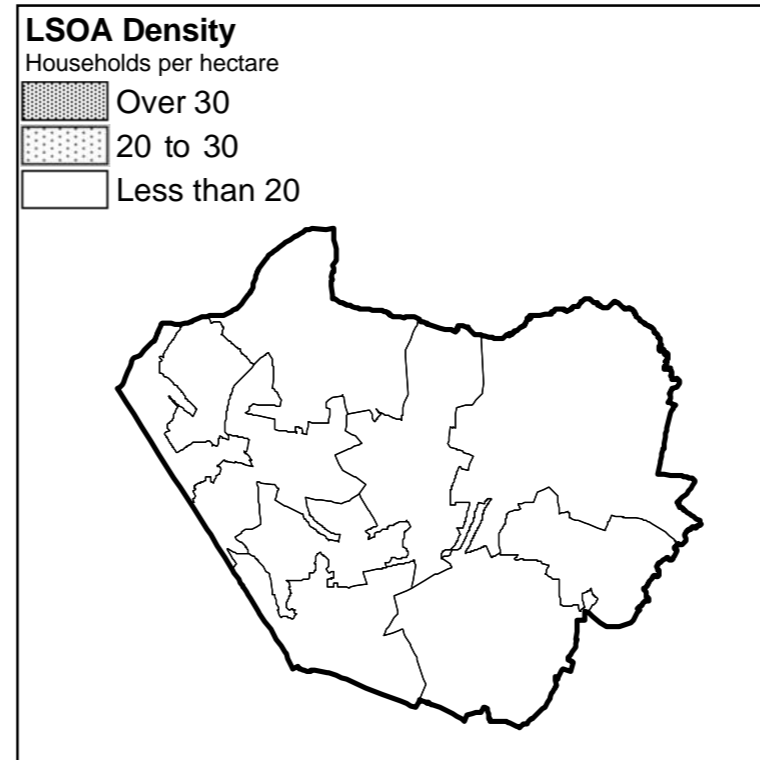 LSOA Density
Households per hectare
Over 30
20 to 30
Less than 20